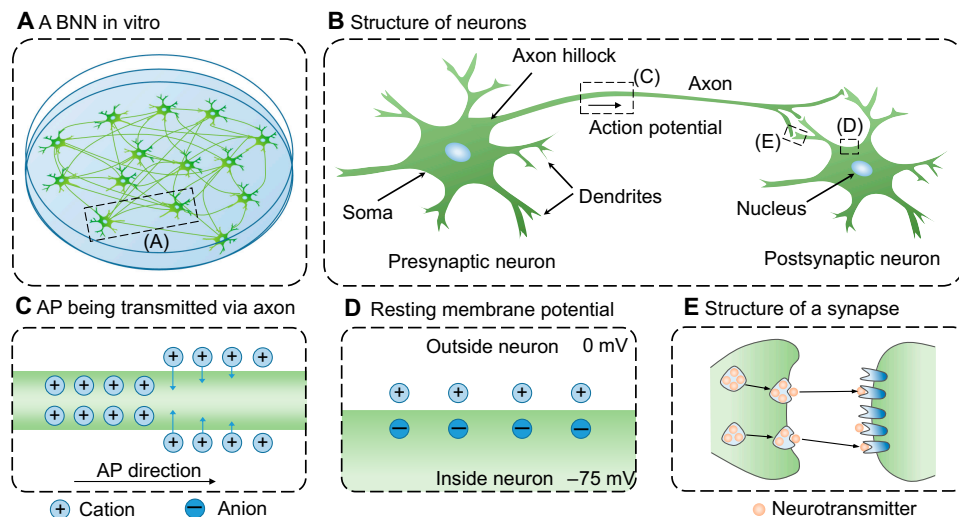 A A BNN in vitro
(A)
B Structure of neurons
Axon hillock
(C)
Axon
Action potential
(E)
(D)
Soma
Dendrites
Nucleus
Presynaptic neuron
Postsynaptic neuron
C AP being transmitted via axon
+ + + +
+ + + +
+ + + +
+ + + +
AP direction
D Resting membrane potential
Outside neuron 0 mV
+ + + +
− − − −
Inside neuron –75 mV
E Structure of a synapse
+ Cation
− Anion
Neurotransmitter